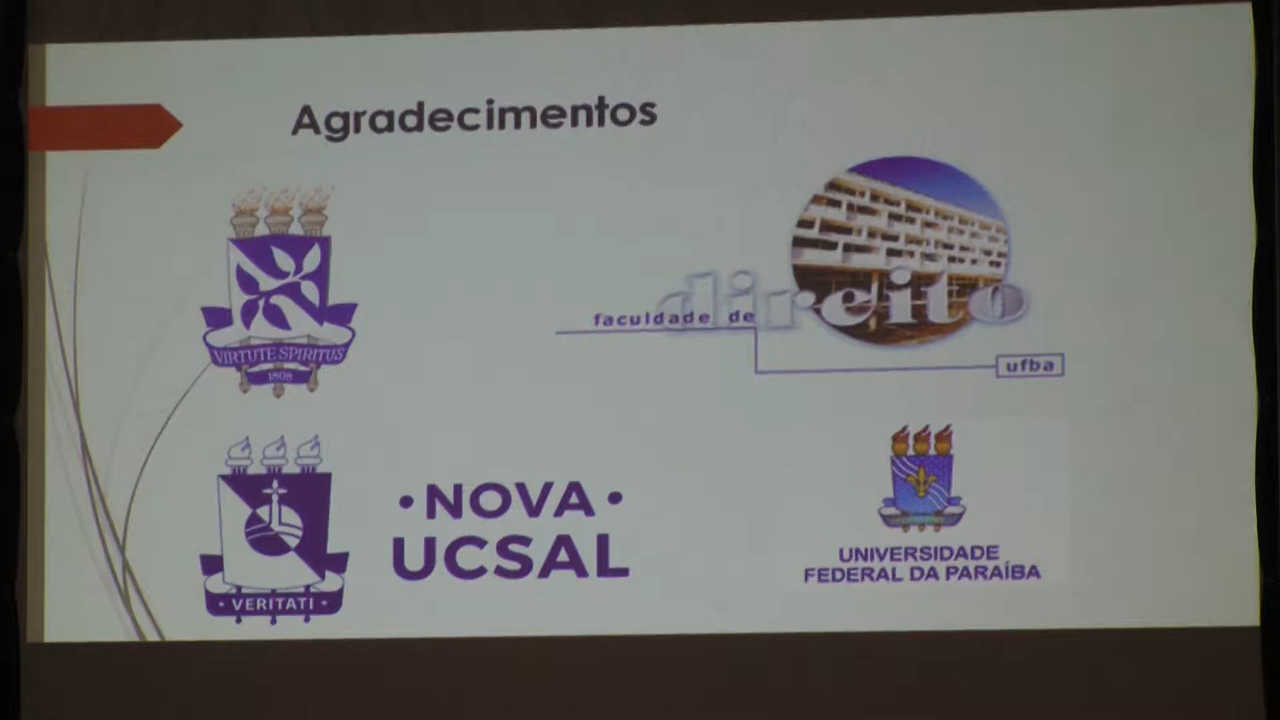 Agradecimentos
VIRTUTE SPIRITUS
1808
faculdade de direito
ufba
• VERITATI •
• NOVA •
UCSAL
UNIVERSIDADE
FEDERAL DA PARAÍBA